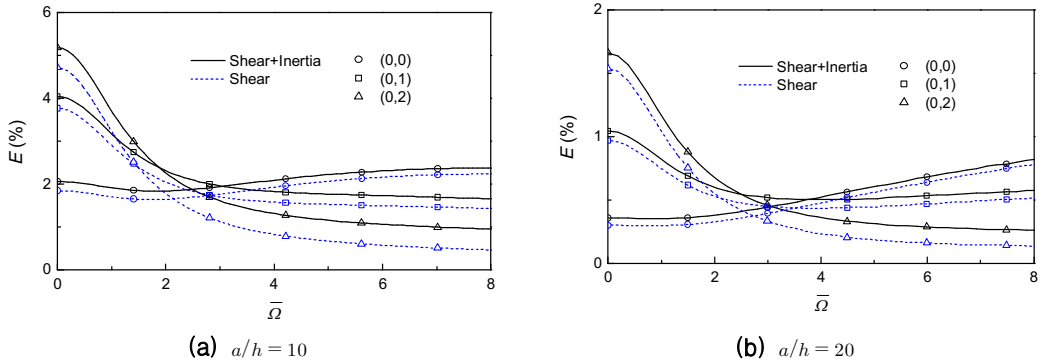 6
4
2
0
E (%)
0 2 4 6 8
Ω̅
Shear+Inertia
Shear
(0,0)
(0,1)
(0,2)
(a) a/h = 10
2
1
0
E (%)
0 2 4 6 8
Ω̅
Shear+Inertia
Shear
(0,0)
(0,1)
(0,2)
(b) a/h = 20